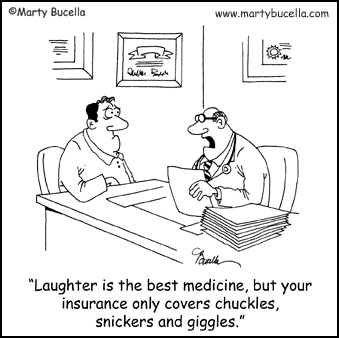 ©Marty Bucella www.martybucella.com
Bucella
“Laughter is the best medicine, but your
insurance only covers chuckles,
snickers and giggles.”